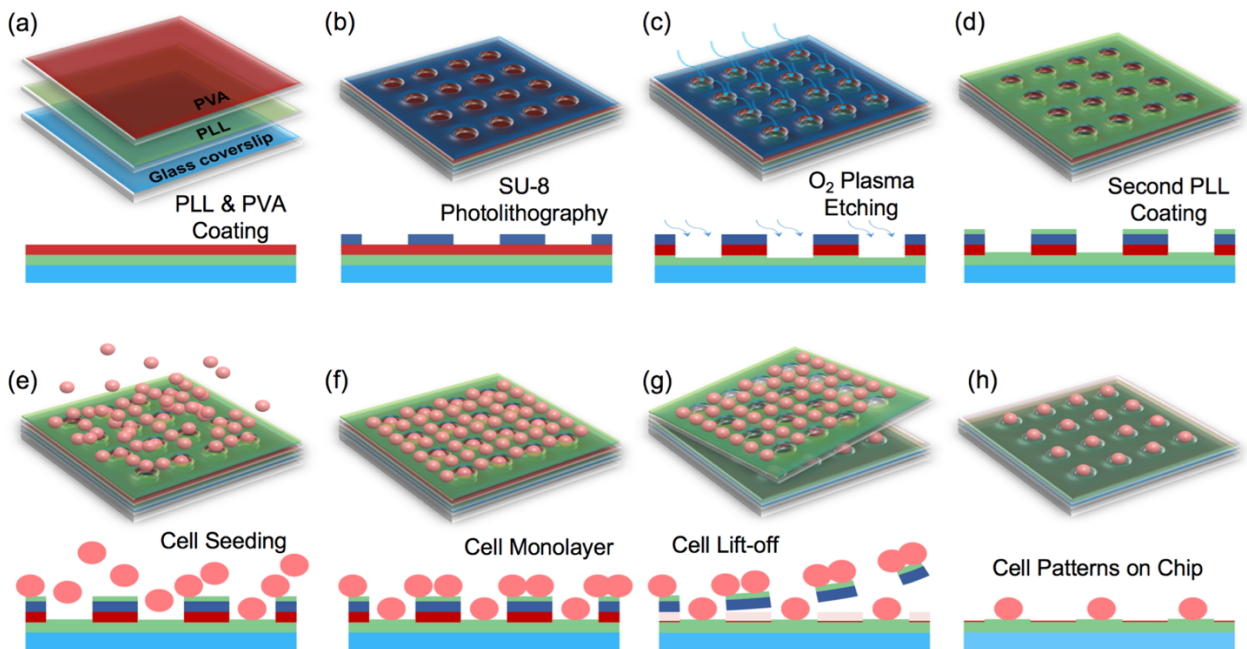 (a)
PVA
PLL
Glass coverslip
PLL & PVA
Coating
(b)
SU-8
Photolithography
(c)
O₂ Plasma
Etching
(d)
Second PLL
Coating
(e)
Cell Seeding
(f)
Cell Monolayer
(g)
Cell Lift-off
(h)
Cell Patterns on Chip